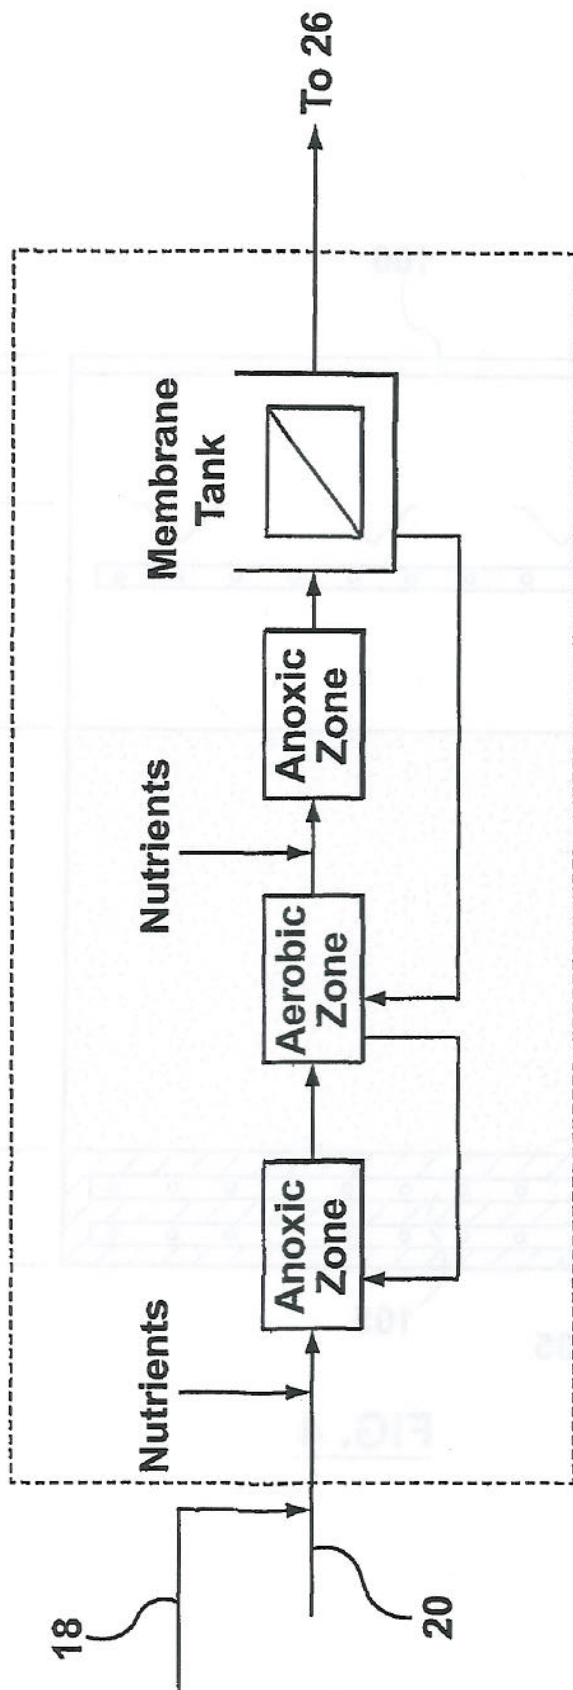 18
20
Nutrients
Anoxic
Zone
Aerobic
Zone
Nutrients
Anoxic
Zone
Membrane
Tank
To 26